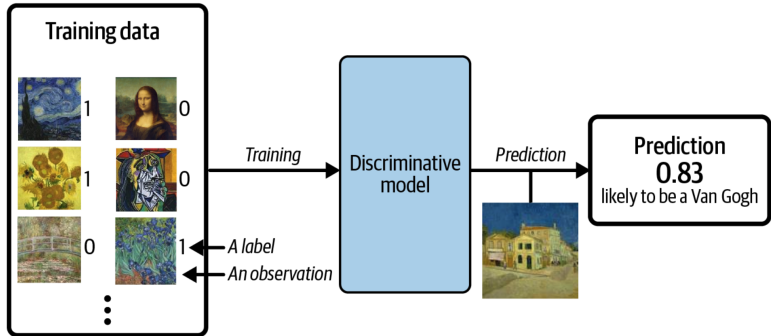 Training data
1
0
1
0
0
1
A label
An observation
Training
Discriminative
model
Prediction
Prediction
0.83
likely to be a Van Gogh